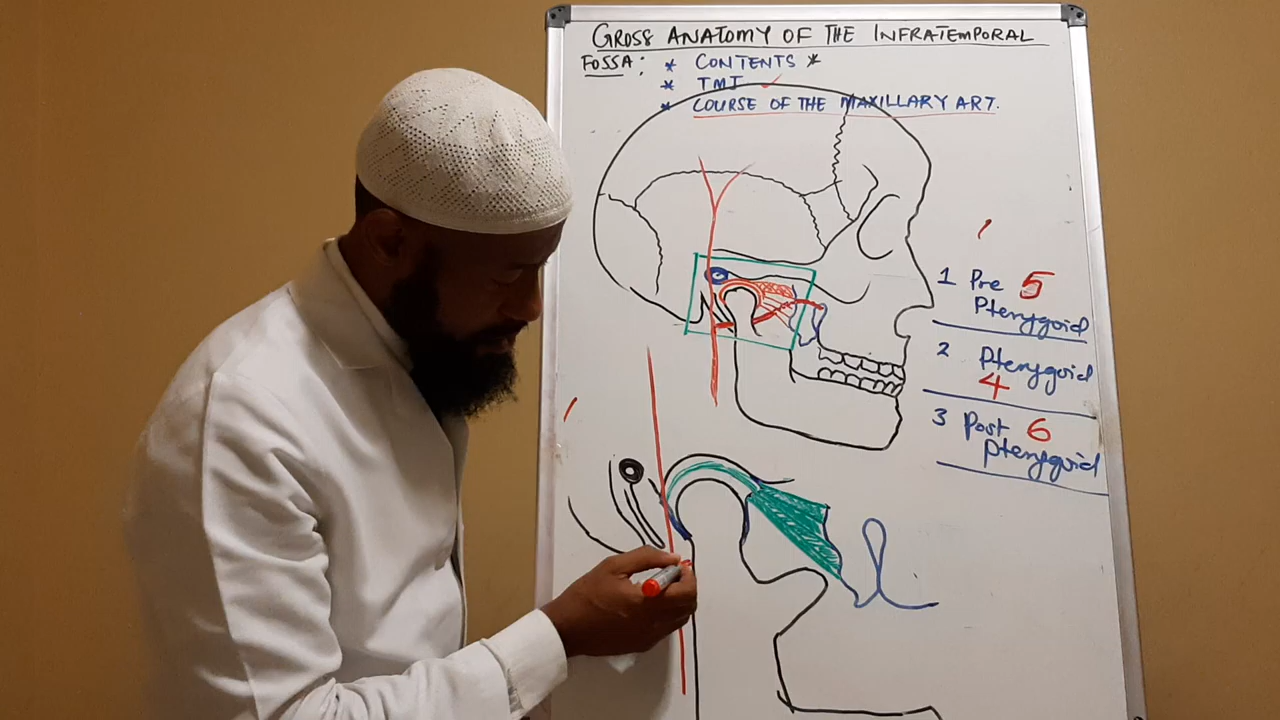 GROSS ANATOMY OF THE INFRATEMPORAL
FOSSA: * CONTENTS *
* TMJ ✓
* COURSE OF THE MAXILLARY ART.
1 Pre 5
Pterygoid
2 Pterygoid
4
3 Post 6
Pterygoid